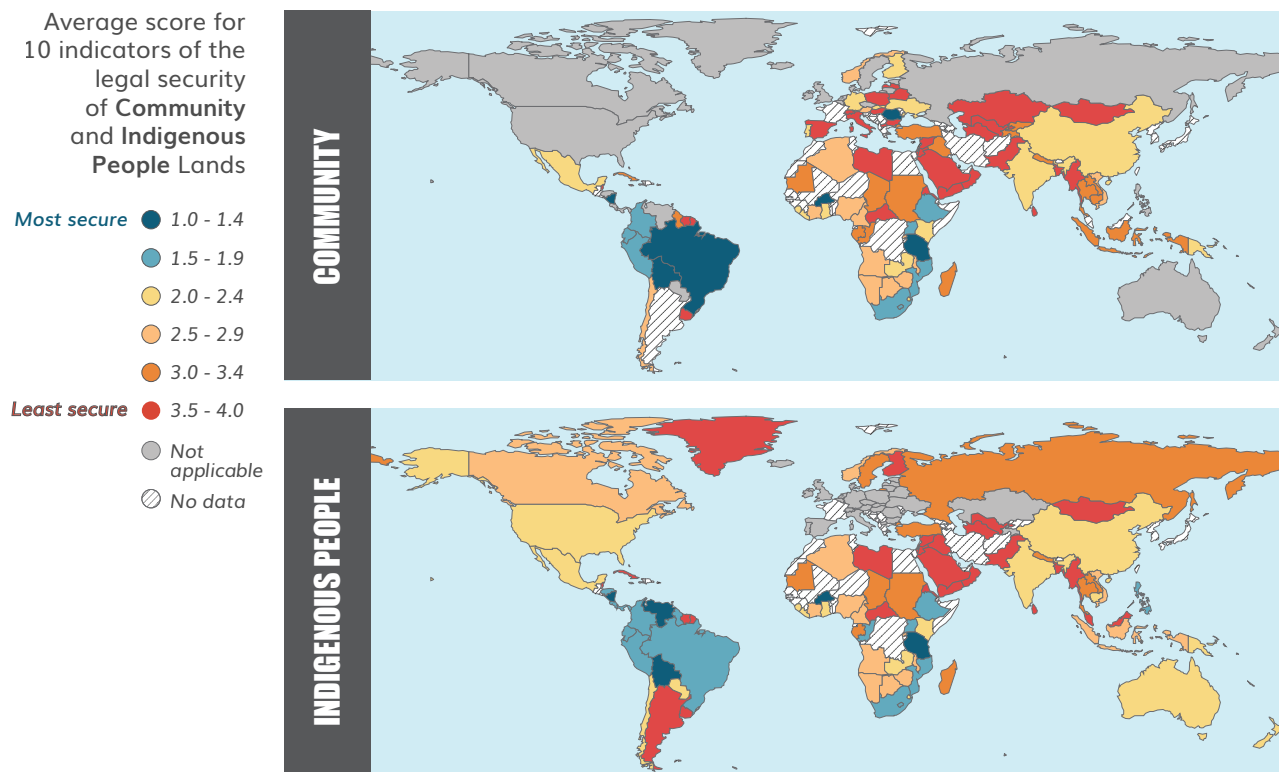 Average score for
10 indicators of the
legal security
of Community
and Indigenous
People Lands
Most secure 1.0 - 1.4
1.5 - 1.9
2.0 - 2.4
2.5 - 2.9
3.0 - 3.4
Least secure 3.5 - 4.0
Not
applicable
No data
COMMUNITY
INDIGENOUS PEOPLE